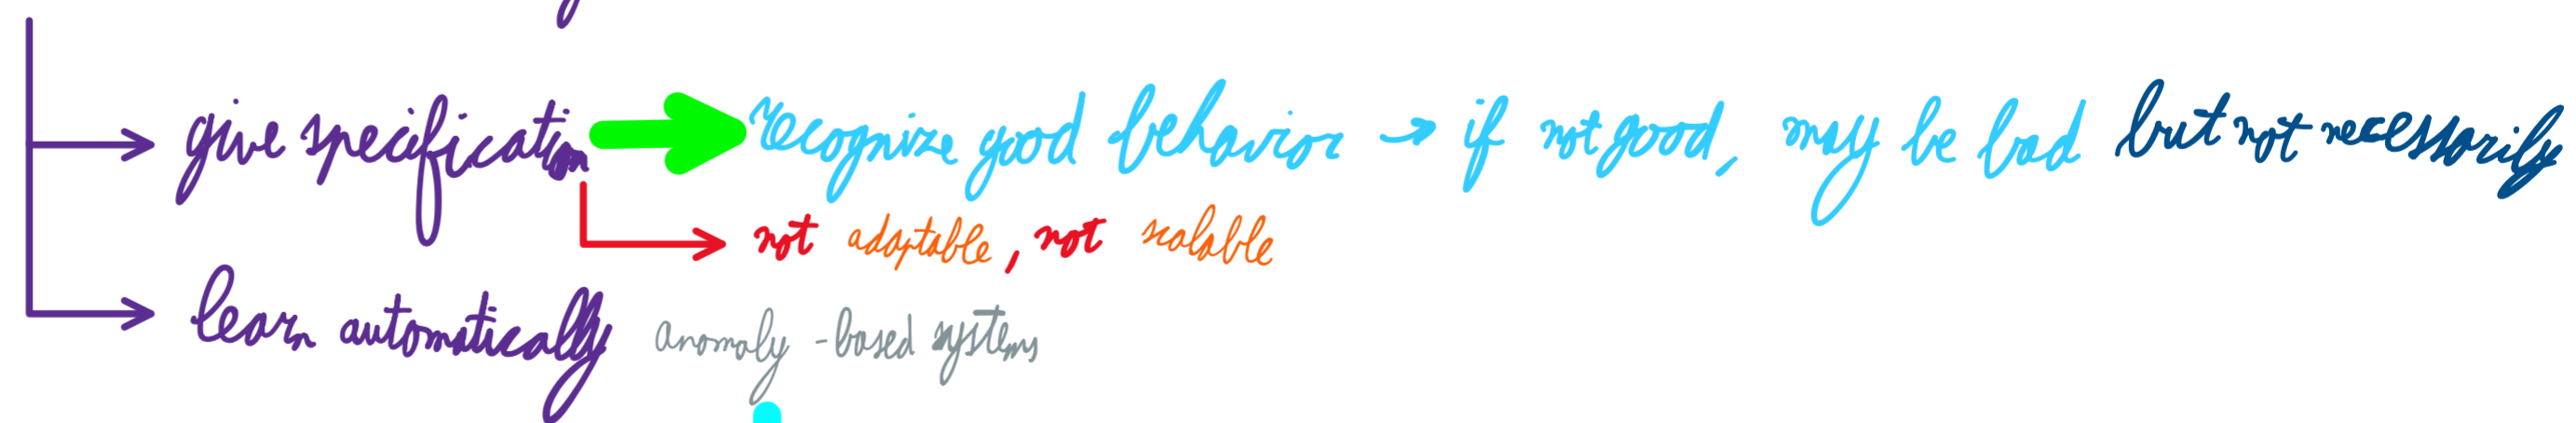 give specification recognize good behavior → if not good, may be bad but not necessarily
not adaptable, not scalable
learn automatically anomaly-based systems